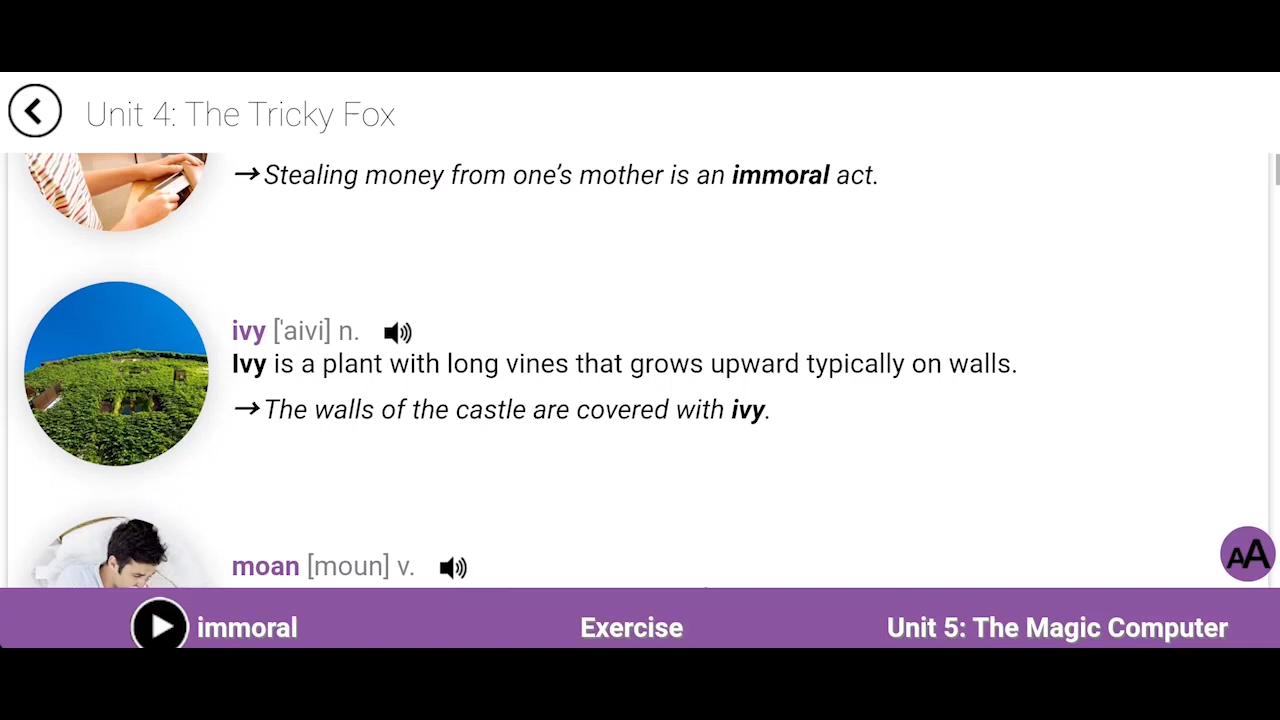 Unit 4: The Tricky Fox
→ Stealing money from one's mother is an immoral act.
ivy ['aivi] n.
Ivy is a plant with long vines that grows upward typically on walls.
→ The walls of the castle are covered with ivy.
moan [moun] v.
AA
immoral
Exercise
Unit 5: The Magic Computer